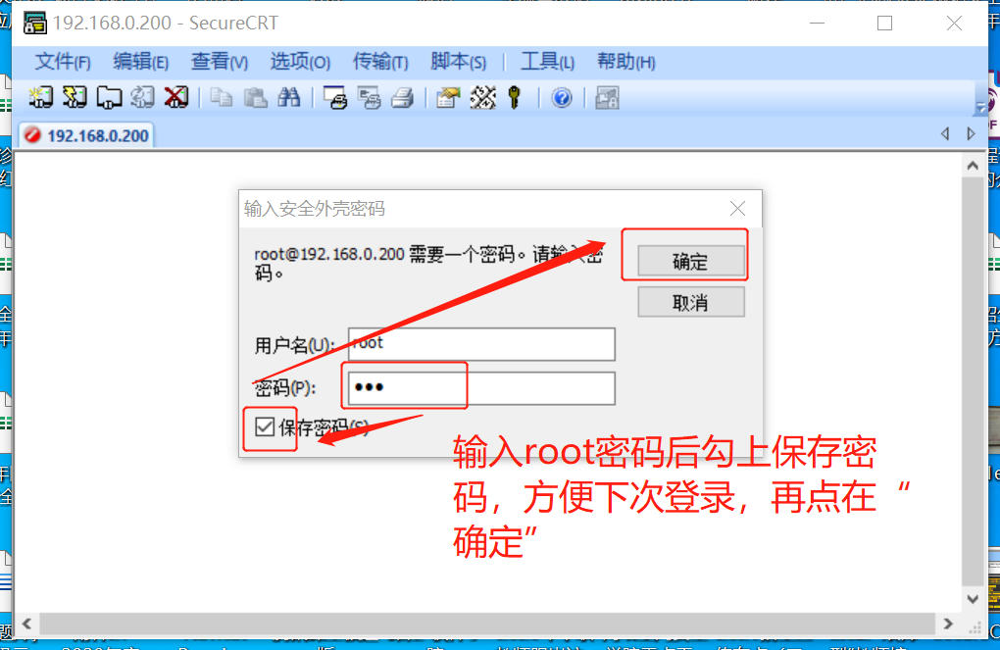 192.168.0.200 - SecureCRT
文件(F) 编辑(E) 查看(V) 选项(O) 传输(T) 脚本(S) 工具(L) 帮助(H)
192.168.0.200
输入安全外壳密码
root@192.168.0.200 需要一个密码。请输入密
码。
确定
取消
用户名(U): root
密码(P):
保存密码(S)
输入root密码后勾上保存密
码，方便下次登录，再点在“
确定”